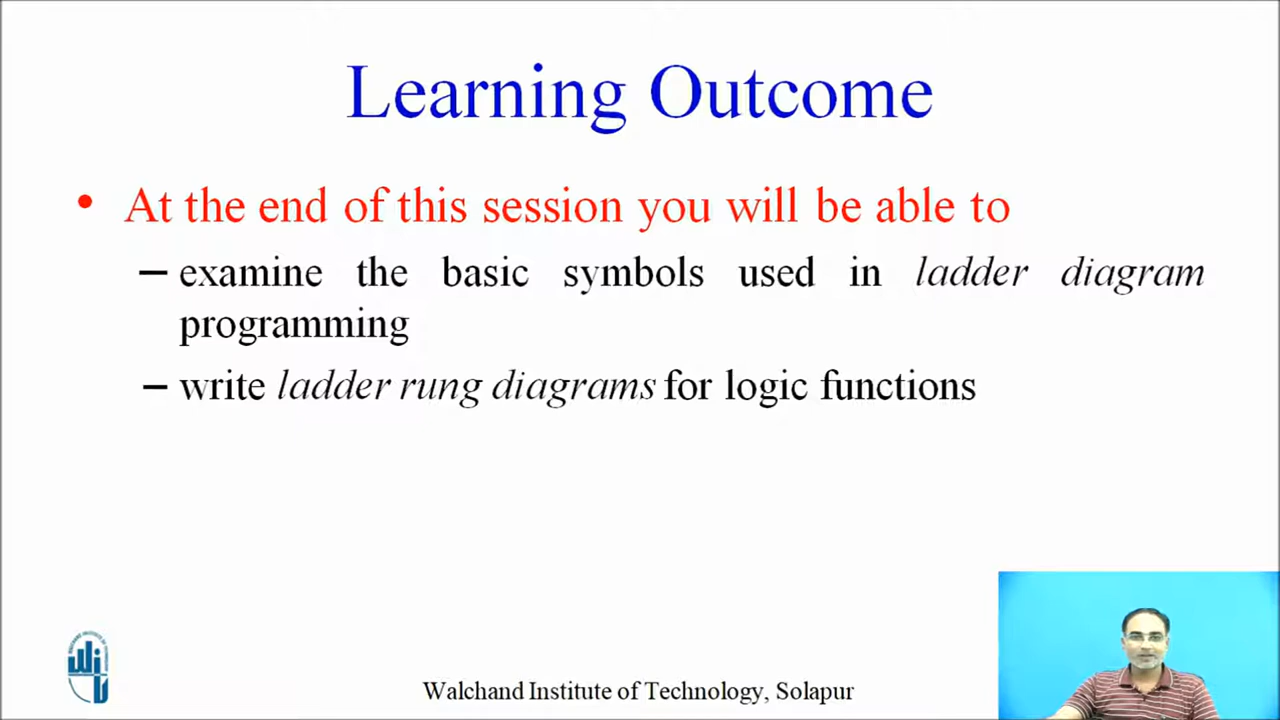 Learning Outcome
• At the end of this session you will be able to
– examine the basic symbols used in ladder diagram
programming
– write ladder rung diagrams for logic functions
Walchand Institute of Technology, Solapur